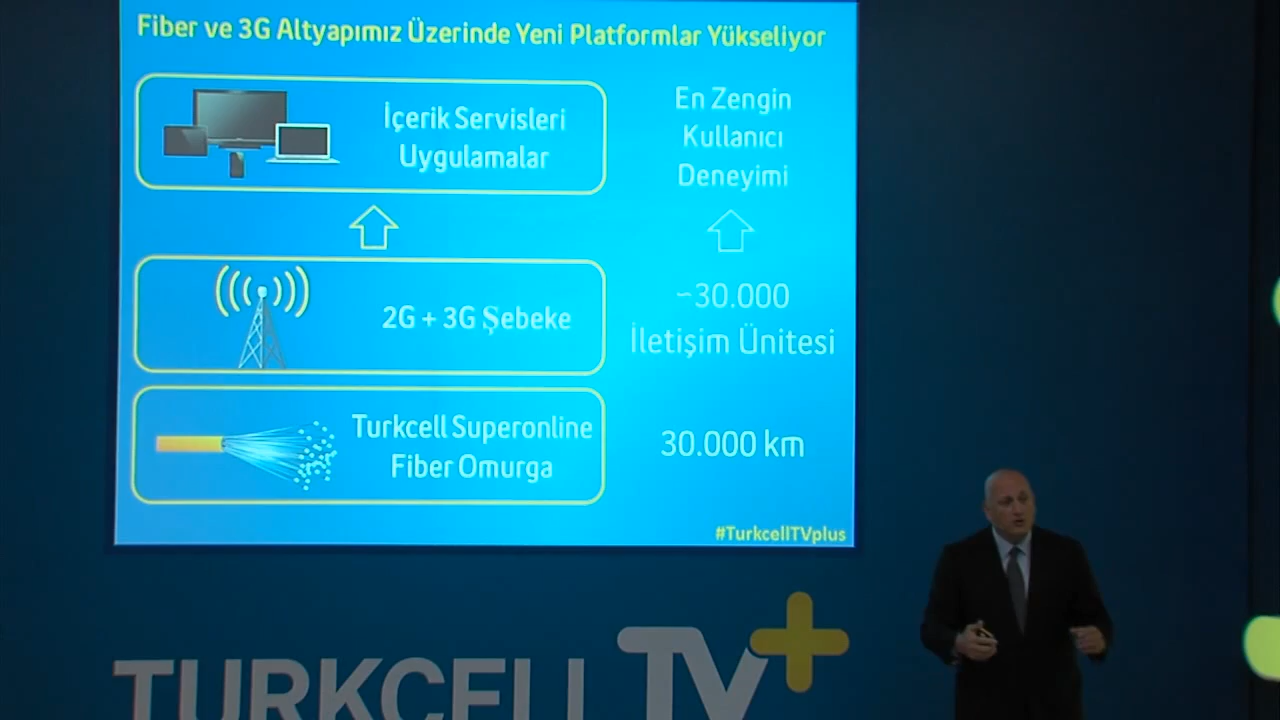 Fiber ve 3G Altyapımız Üzerinde Yeni Platformlar Yükseliyor
İçerik Servisleri
Uygulamalar
En Zengin
Kullanıcı
Deneyimi
2G + 3G Şebeke
~30.000
İletişim Ünitesi
Turkcell Superonline
Fiber Omurga
30.000 km
#TurkcellTVplus
TURKCELL TV+